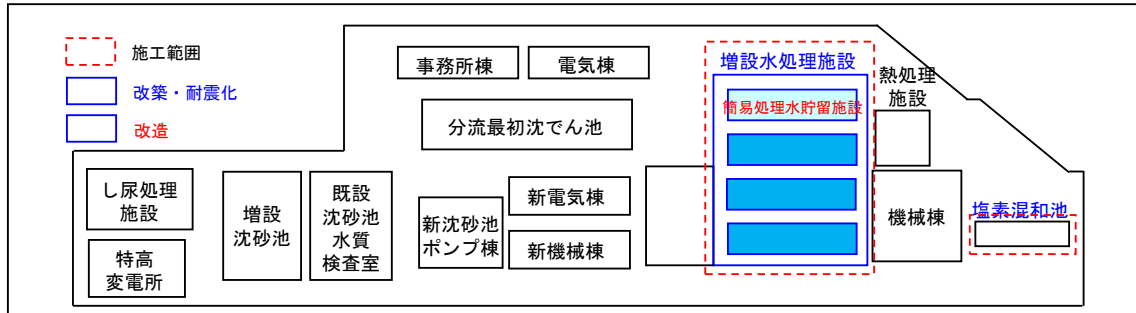 施工範囲
改築・耐震化
改造
事務所棟
電気棟
分流最初沈でん池
増設水処理施設
簡易処理水貯留施設
熱処理
施設
し尿処理
施設
特高
変電所
増設
沈砂池
既設
沈砂池
水質
検査室
新沈砂池
ポンプ棟
新電気棟
新機械棟
機械棟
塩素混和池